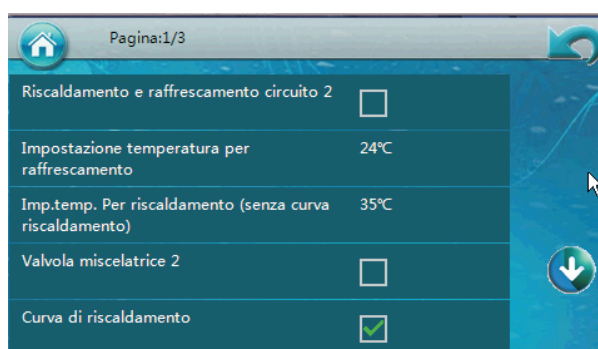 Pagina:1/3
Riscaldamento e raffrescamento circuito 2
Impostazione temperatura per
raffrescamento
24℃
Imp.temp. Per riscaldamento (senza curva
riscaldamento)
35℃
Valvola miscelatrice 2
Curva di riscaldamento